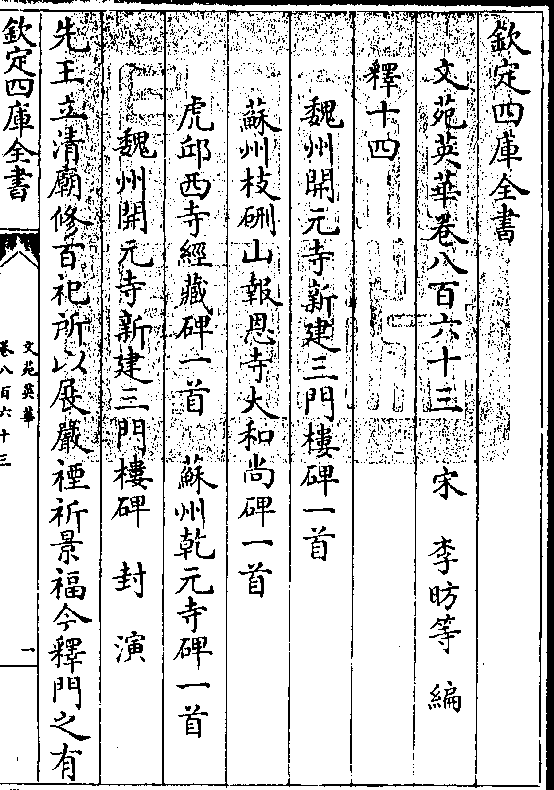 欽定四庫全書
文苑英華卷八百六十三
宋 李昉等 編
釋十四
魏州開元寺新建三門樓碑一首
蘇州枝硎山報恩寺大和尚碑一首
虎邱西寺經藏碑一首 蘇州乾元寺碑一首
魏州開元寺新建三門樓碑 封演
先王立清廟修百祀所以展嚴禋祈景福今釋門之有
欽定四庫全書
文苑英華
卷八百六十三
一